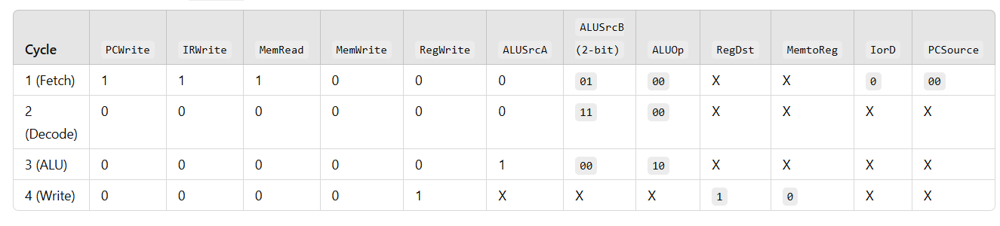 Cycle PCWrite IRWrite MemRead MemWrite RegWrite ALUSrcA ALUSrcB (2-bit) ALUOp RegDst MemtoReg IorD PCSource
1 (Fetch) 1 1 1 0 0 0 01 00 X X 0 00
2 (Decode) 0 0 0 0 0 0 11 00 X X X X
3 (ALU) 0 0 0 0 0 1 00 10 X X X X
4 (Write) 0 0 0 0 1 X X X 1 0 X X